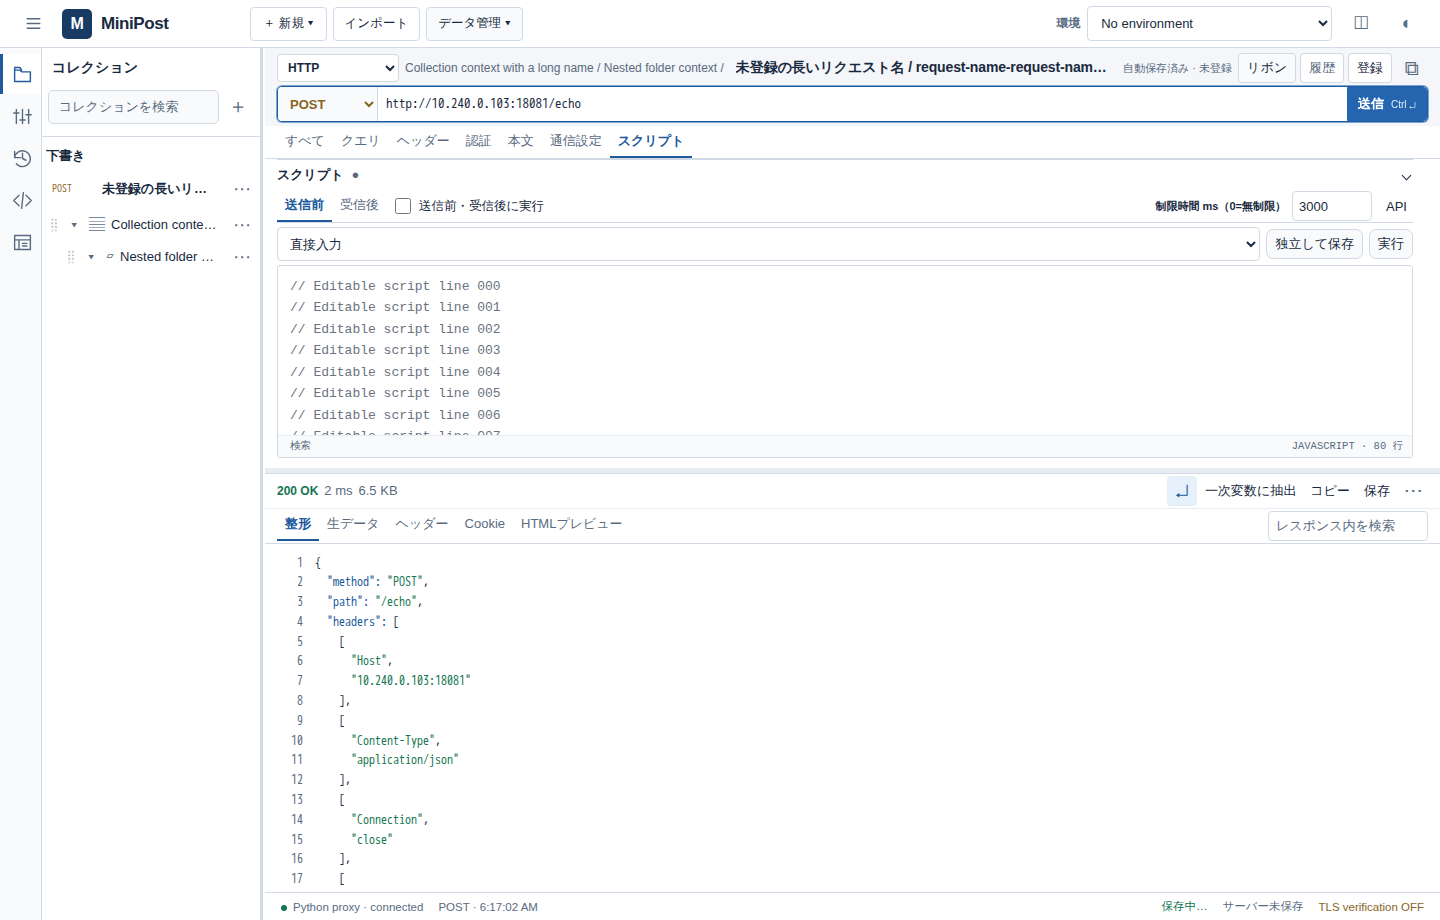 M MiniPost ＋ 新規 ▾ インポート データ管理 ▾ 環境 No environment
コレクション
コレクションを検索 ＋
下書き
POST 未登録の長いリ… ···
Collection conte… ···
Nested folder … ···
HTTP Collection context with a long name / Nested folder context / 未登録の長いリクエスト名 / request-name-request-nam… 自動保存済み · 未登録 リボン 履歴 登録
POST http://10.240.0.103:18081/echo 送信 Ctrl
すべて クエリ ヘッダー 認証 本文 通信設定 スクリプト
スクリプト ●
送信前 受信後 送信前・受信後に実行 制限時間 ms（0=無制限） 3000 API
直接入力 独立して保存 実行
// Editable script line 000
// Editable script line 001
// Editable script line 002
// Editable script line 003
// Editable script line 004
// Editable script line 005
// Editable script line 006
// Editable script line 007
検索 JAVASCRIPT · 80 行
200 OK 2 ms 6.5 KB 一次変数に抽出 コピー 保存 ···
整形 生データ ヘッダー Cookie HTMLプレビュー レスポンス内を検索
1 {
2 "method": "POST",
3 "path": "/echo",
4 "headers": [
5 [
6 "Host",
7 "10.240.0.103:18081"
8 ],
9 [
10 "Content-Type",
11 "application/json"
12 ],
13 [
14 "Connection",
15 "close"
16 ],
17 [
● Python proxy · connected POST · 6:17:02 AM 保存中… サーバー未保存 TLS verification OFF